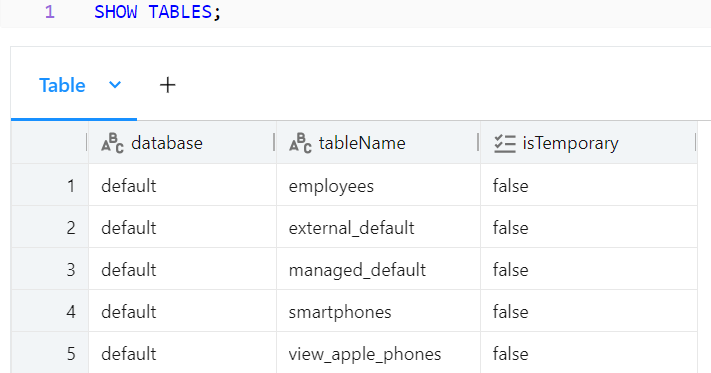 1 SHOW TABLES;
Table +
database tableName isTemporary
1 default employees false
2 default external_default false
3 default managed_default false
4 default smartphones false
5 default view_apple_phones false